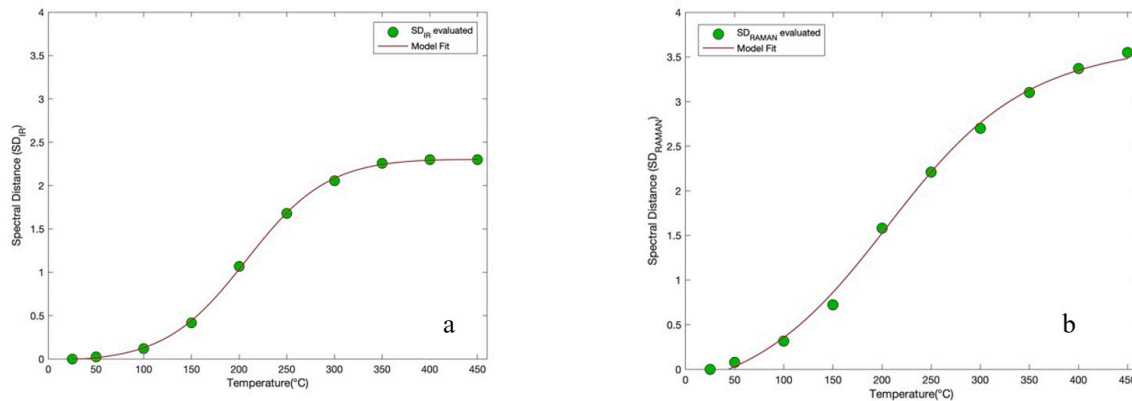 SD_IR evaluated
Model Fit
4
3.5
3
2.5
2
1.5
1
0.5
0
Spectral Distance (SD_IR)
0 50 100 150 200 250 300 350 400 450
Temperature(°C)
a
SD_RAMAN evaluated
Model Fit
4
3.5
3
2.5
2
1.5
1
0.5
0
Spectral Distance (SD_RAMAN)
0 50 100 150 200 250 300 350 400 450
Temperature(°C)
b